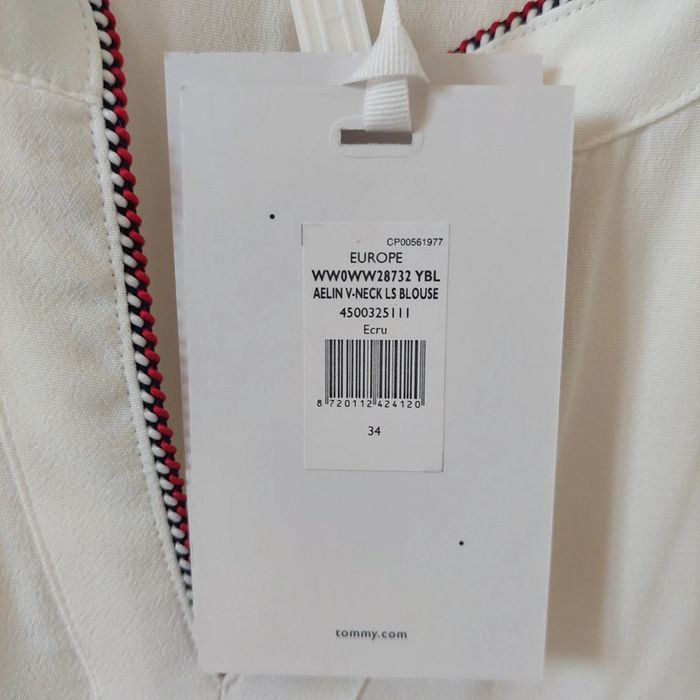 CP00561977
EUROPE
WW0WW28732 YBL
AELIN V-NECK LS BLOUSE
4500325111
Ecru
8 720112 424120
34
tommy.com